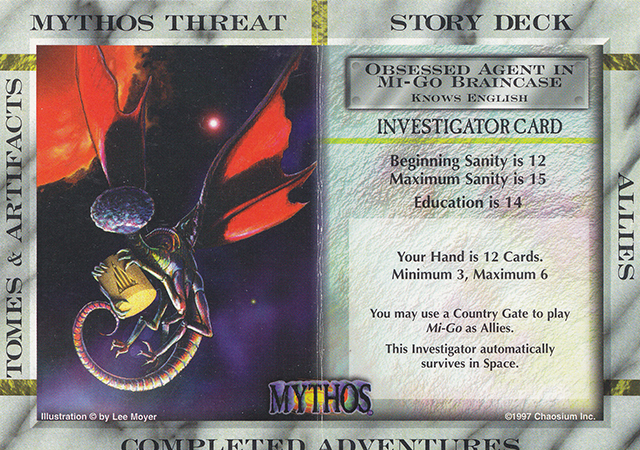 MYTHOS THREAT
STORY DECK
TOMES & ARTIFACTS
OBSESSED AGENT IN
MI-GO BRAINCASE
KNOWS ENGLISH
INVESTIGATOR CARD
Beginning Sanity is 12
Maximum Sanity is 15
Education is 14
Your Hand is 12 Cards.
Minimum 3, Maximum 6
You may use a Country Gate to play
Mi-Go as Allies.
This Investigator automatically
survives in Space.
ALLIES
MYTHOS
Illustration © by Lee Moyer
©1997 Chaosium Inc.
COMPLETED ADVENTURES